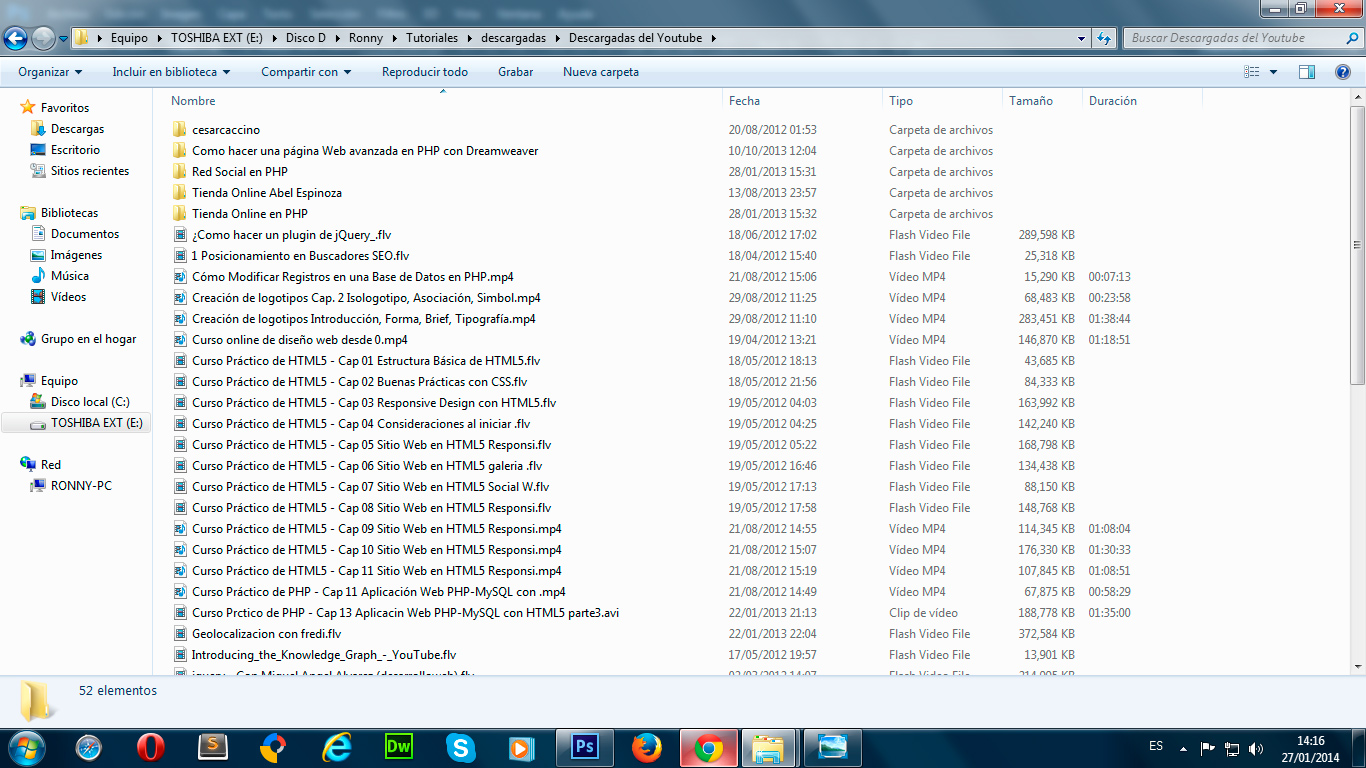 Equipo TOSHIBA EXT (E:) Disco D Ronny Tutoriales descargadas Descargadas del Youtube
Buscar Descargadas del Youtube
Organizar Incluir en biblioteca Compartir con Reproducir todo Grabar Nueva carpeta
Favoritos
Descargas
Escritorio
Sitios recientes
Bibliotecas
Documentos
Imágenes
Música
Vídeos
Grupo en el hogar
Equipo
Disco local (C:)
TOSHIBA EXT (E:)
Red
RONNY-PC
Nombre Fecha Tipo Tamaño Duración
cesarcaccino 20/08/2012 01:53 Carpeta de archivos
Como hacer una página Web avanzada en PHP con Dreamweaver 10/10/2013 12:04 Carpeta de archivos
Red Social en PHP 28/01/2013 15:31 Carpeta de archivos
Tienda Online Abel Espinoza 13/08/2013 23:57 Carpeta de archivos
Tienda Online en PHP 28/01/2013 15:32 Carpeta de archivos
¿Como hacer un plugin de jQuery_.flv 18/06/2012 17:02 Flash Video File 289,598 KB
1 Posicionamiento en Buscadores SEO.flv 18/04/2012 15:40 Flash Video File 25,318 KB
Cómo Modificar Registros en una Base de Datos en PHP.mp4 21/08/2012 15:06 Vídeo MP4 15,290 KB 00:07:13
Creación de logotipos Cap. 2 Isologotipo, Asociación, Simbol.mp4 29/08/2012 11:25 Vídeo MP4 68,483 KB 00:23:58
Creación de logotipos Introducción, Forma, Brief, Tipografía.mp4 29/08/2012 11:10 Vídeo MP4 283,451 KB 01:38:44
Curso online de diseño web desde 0.mp4 19/04/2012 13:21 Vídeo MP4 146,870 KB 01:18:51
Curso Práctico de HTML5 - Cap 01 Estructura Básica de HTML5.flv 18/05/2012 18:13 Flash Video File 43,685 KB
Curso Práctico de HTML5 - Cap 02 Buenas Prácticas con CSS.flv 18/05/2012 21:56 Flash Video File 84,333 KB
Curso Práctico de HTML5 - Cap 03 Responsive Design con HTML5.flv 19/05/2012 04:03 Flash Video File 163,992 KB
Curso Práctico de HTML5 - Cap 04 Consideraciones al iniciar .flv 19/05/2012 04:25 Flash Video File 142,240 KB
Curso Práctico de HTML5 - Cap 05 Sitio Web en HTML5 Responsi.flv 19/05/2012 05:22 Flash Video File 168,798 KB
Curso Práctico de HTML5 - Cap 06 Sitio Web en HTML5 galeria .flv 19/05/2012 16:46 Flash Video File 134,438 KB
Curso Práctico de HTML5 - Cap 07 Sitio Web en HTML5 Social W.flv 19/05/2012 17:13 Flash Video File 88,150 KB
Curso Práctico de HTML5 - Cap 08 Sitio Web en HTML5 Responsi.flv 19/05/2012 17:58 Flash Video File 148,768 KB
Curso Práctico de HTML5 - Cap 09 Sitio Web en HTML5 Responsi.mp4 21/08/2012 14:55 Vídeo MP4 114,345 KB 01:08:04
Curso Práctico de HTML5 - Cap 10 Sitio Web en HTML5 Responsi.mp4 21/08/2012 15:07 Vídeo MP4 176,330 KB 01:30:33
Curso Práctico de HTML5 - Cap 11 Sitio Web en HTML5 Responsi.mp4 21/08/2012 15:19 Vídeo MP4 107,845 KB 01:08:51
Curso Práctico de PHP - Cap 11 Aplicación Web PHP-MySQL con .mp4 21/08/2012 14:49 Vídeo MP4 67,875 KB 00:58:29
Curso Prctico de PHP - Cap 13 Aplicacin Web PHP-MySQL con HTML5 parte3.avi 22/01/2013 21:13 Clip de vídeo 188,778 KB 01:35:00
Geolocalizacion con fredi.flv 22/01/2013 22:04 Flash Video File 372,584 KB
Introducing_the_Knowledge_Graph_-_YouTube.flv 17/05/2012 19:57 Flash Video File 13,901 KB
52 elementos
S Dw S Ps
ES
14:16
27/01/2014